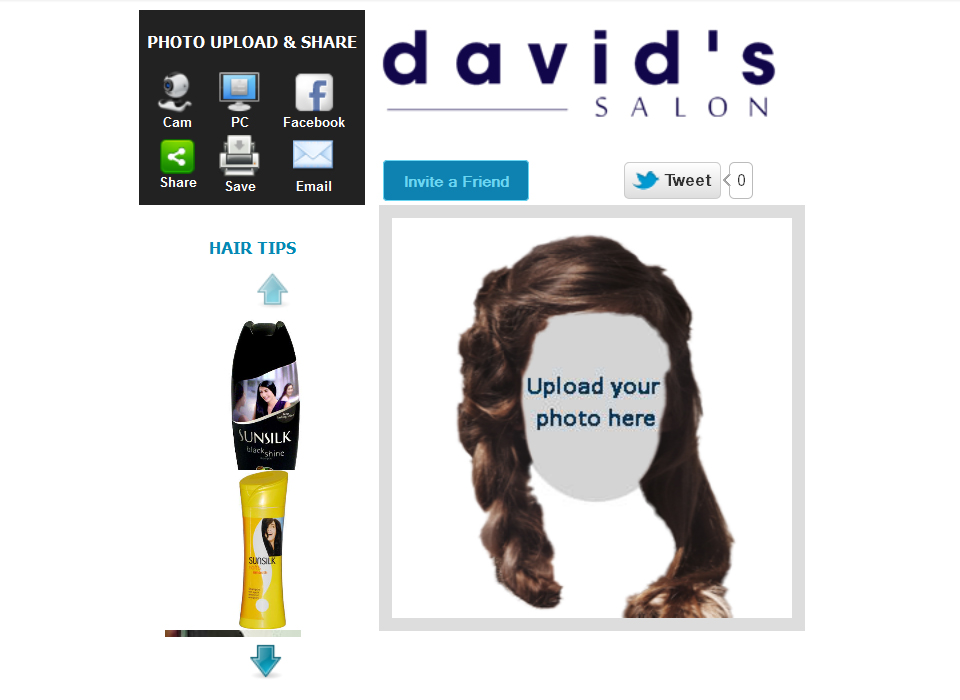 PHOTO UPLOAD & SHARE
Cam
PC
Facebook
Share
Save
Email
david's
SALON
Invite a Friend
Tweet
0
HAIR TIPS
SUNSILK
black shine
SUNSILK
Upload your
photo here